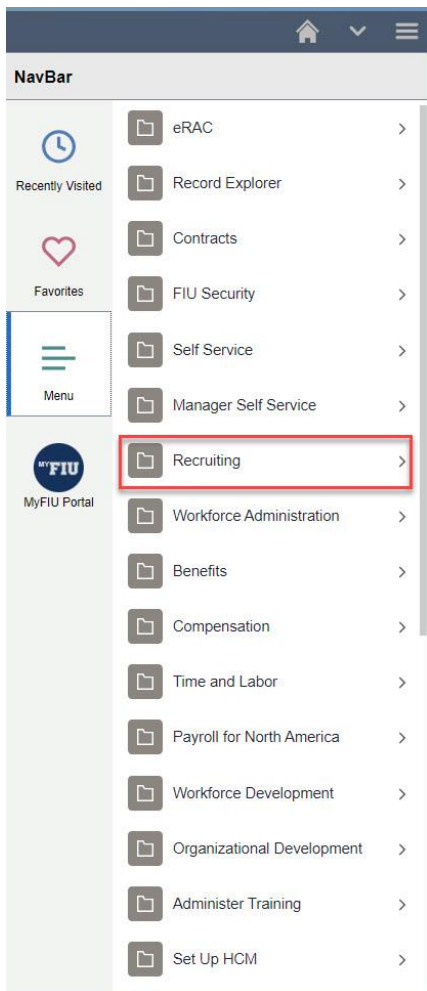 NavBar
Recently Visited
Favorites
Menu
MYFIU
MyFIU Portal
eRAC
Record Explorer
Contracts
FIU Security
Self Service
Manager Self Service
Recruiting
Workforce Administration
Benefits
Compensation
Time and Labor
Payroll for North America
Workforce Development
Organizational Development
Administer Training
Set Up HCM